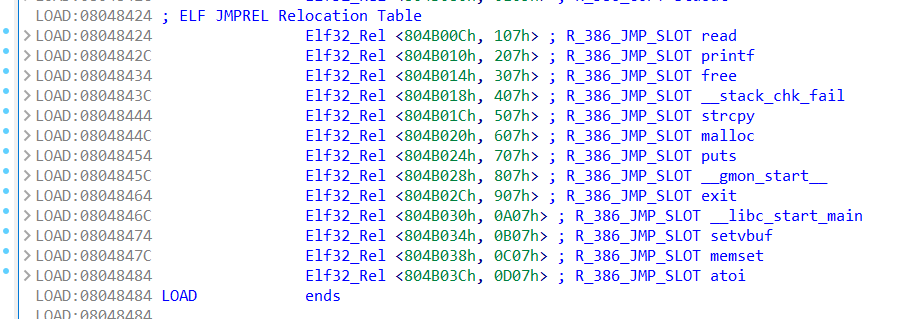 LOAD:08048424 ; ELF JMPREL Relocation Table
LOAD:08048424 Elf32_Rel <804B00Ch, 107h> ; R_386_JMP_SLOT read
LOAD:0804842C Elf32_Rel <804B010h, 207h> ; R_386_JMP_SLOT printf
LOAD:08048434 Elf32_Rel <804B014h, 307h> ; R_386_JMP_SLOT free
LOAD:0804843C Elf32_Rel <804B018h, 407h> ; R_386_JMP_SLOT __stack_chk_fail
LOAD:08048444 Elf32_Rel <804B01Ch, 507h> ; R_386_JMP_SLOT strcpy
LOAD:0804844C Elf32_Rel <804B020h, 607h> ; R_386_JMP_SLOT malloc
LOAD:08048454 Elf32_Rel <804B024h, 707h> ; R_386_JMP_SLOT puts
LOAD:0804845C Elf32_Rel <804B028h, 807h> ; R_386_JMP_SLOT __gmon_start__
LOAD:08048464 Elf32_Rel <804B02Ch, 907h> ; R_386_JMP_SLOT exit
LOAD:0804846C Elf32_Rel <804B030h, 0A07h> ; R_386_JMP_SLOT __libc_start_main
LOAD:08048474 Elf32_Rel <804B034h, 0B07h> ; R_386_JMP_SLOT setvbuf
LOAD:0804847C Elf32_Rel <804B038h, 0C07h> ; R_386_JMP_SLOT memset
LOAD:08048484 Elf32_Rel <804B03Ch, 0D07h> ; R_386_JMP_SLOT atoi
LOAD:08048484 LOAD ends
LOAD:08048484